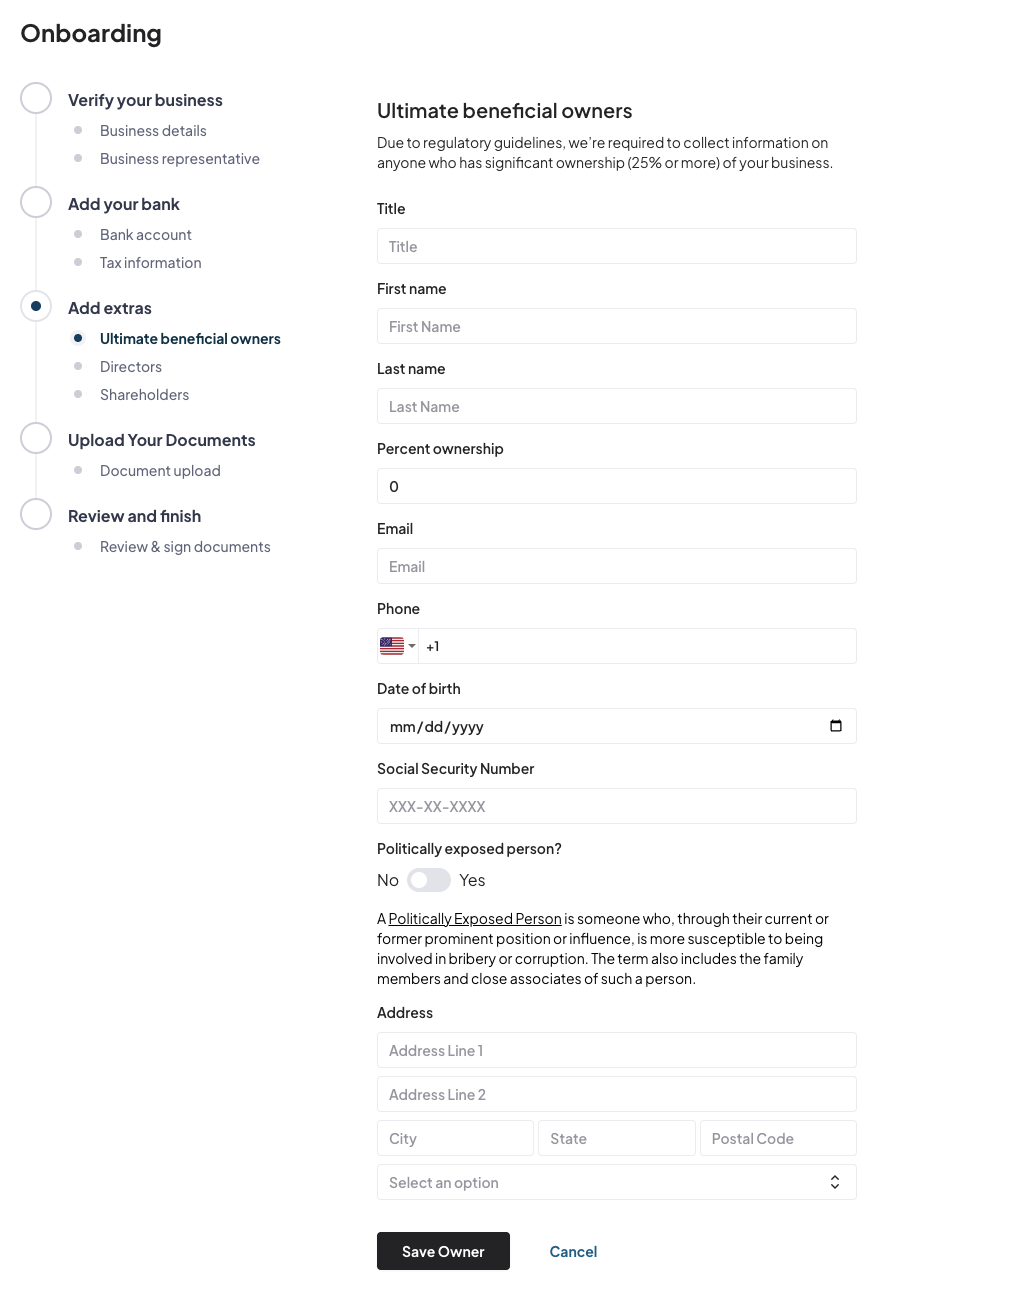 Onboarding
Verify your business
Business details
Business representative
Add your bank
Bank account
Tax information
Add extras
Ultimate beneficial owners
Directors
Shareholders
Upload Your Documents
Document upload
Review and finish
Review & sign documents
Ultimate beneficial owners
Due to regulatory guidelines, we're required to collect information on
anyone who has significant ownership (25% or more) of your business.
Title
Title
First name
First Name
Last name
Last Name
Percent ownership
0
Email
Email
Phone
+1
Date of birth
mm/dd/yyyy
Social Security Number
XXX-XX-XXXX
Politically exposed person?
No Yes
A Politically Exposed Person is someone who, through their current or
former prominent position or influence, is more susceptible to being
involved in bribery or corruption. The term also includes the family
members and close associates of such a person.
Address
Address Line 1
Address Line 2
City State Postal Code
Select an option
Save Owner Cancel